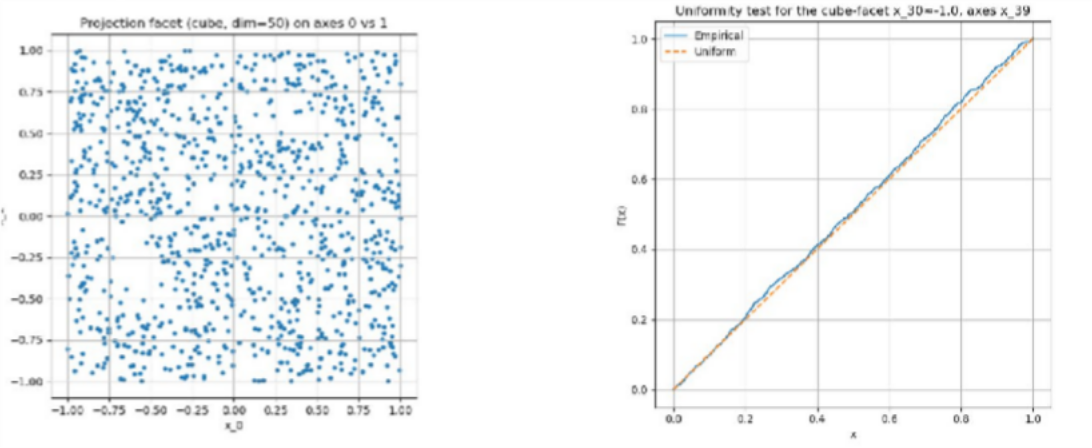 Projection facet (cube, dim=50) on axes 0 vs 1
1.00
0.75
0.50
0.25
0.00
−0.25
−0.50
−0.75
−1.00
−1.00 −0.75 −0.50 −0.25 0.00 0.25 0.50 0.75 1.00
x_0
Uniformity test for the cube-facet x_30=-1.0, axes x_39
Empirical
Uniform
1.0
0.8
0.6
0.4
0.2
0.0
F(x)
0.0 0.2 0.4 0.6 0.8 1.0
x